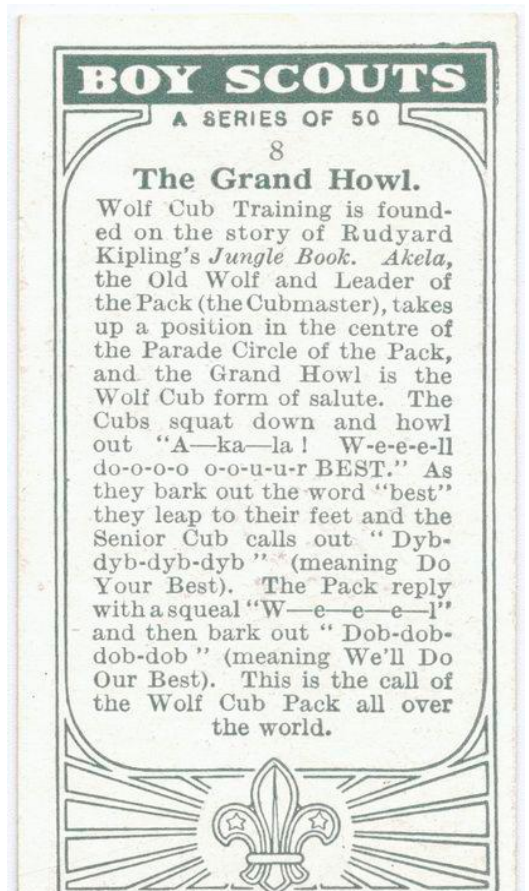 BOY SCOUTS
A SERIES OF 50
8
The Grand Howl.
Wolf Cub Training is found-
ed on the story of Rudyard
Kipling's Jungle Book. Akela,
the Old Wolf and Leader of
the Pack (the Cubmaster), takes
up a position in the centre of
the Parade Circle of the Pack,
and the Grand Howl is the
Wolf Cub form of salute. The
Cubs squat down and howl
out "A—ka—la! W-e-e-e-ll
do-o-o-o o-o-u-u-r BEST." As
they bark out the word "best"
they leap to their feet and the
Senior Cub calls out "Dyb-
dyb-dyb-dyb" (meaning Do
Your Best). The Pack reply
with a squeal "W—e—e—e—l"
and then bark out "Dob-dob-
dob-dob" (meaning We'll Do
Our Best). This is the call of
the Wolf Cub Pack all over
the world.